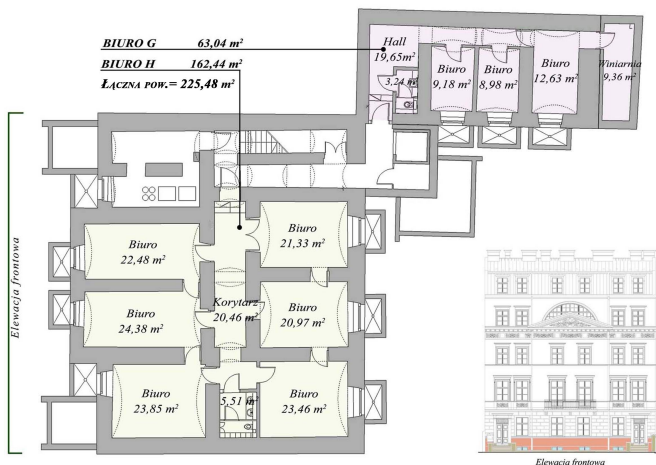 BIURO G 63,04 m²
BIURO H 162,44 m²
ŁĄCZNA POW.= 225,48 m²
Hall
19,65m²
3,24 m²
Biuro
9,18 m²
Biuro
8,98 m²
Biuro
12,63 m²
Winiarnia
9,36 m²
Elewacja frontowa
Biuro
22,48 m²
Biuro
21,33 m²
Biuro
24,38 m²
Korytarz
20,46 m²
Biuro
20,97 m²
Biuro
23,85 m²
5,51 m²
Biuro
23,46 m²
Elewacja frontowa